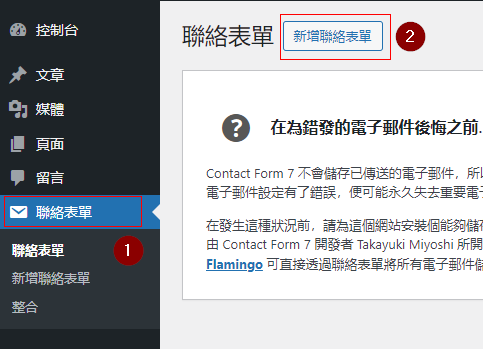 控制台
文章
媒體
頁面
留言
聯絡表單
聯絡表單
1
新增聯絡表單
整合
聯絡表單
新增聯絡表單
2
在為錯發的電子郵件後悔之前.
Contact Form 7 不會儲存已傳送的電子郵件，所以
電子郵件設定有了錯誤，便可能永久失去重要電子
在發生這種狀況前，請為這個網站安裝個能夠儲存
由 Contact Form 7 開發者 Takayuki Miyoshi 所開
Flamingo 可直接透過聯絡表單將所有電子郵件儲